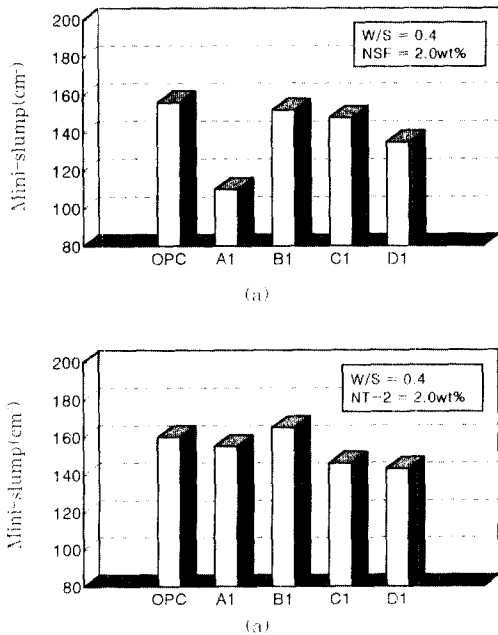 Mini-slump(cm²)
200
180
160
140
120
100
80
W/S = 0.4
NSF = 2.0wt%
OPC A1 B1 C1 D1
(a)
Mini-slump(cm²)
200
180
160
140
120
100
80
W/S = 0.4
NT-2 = 2.0wt%
OPC A1 B1 C1 D1
(a)